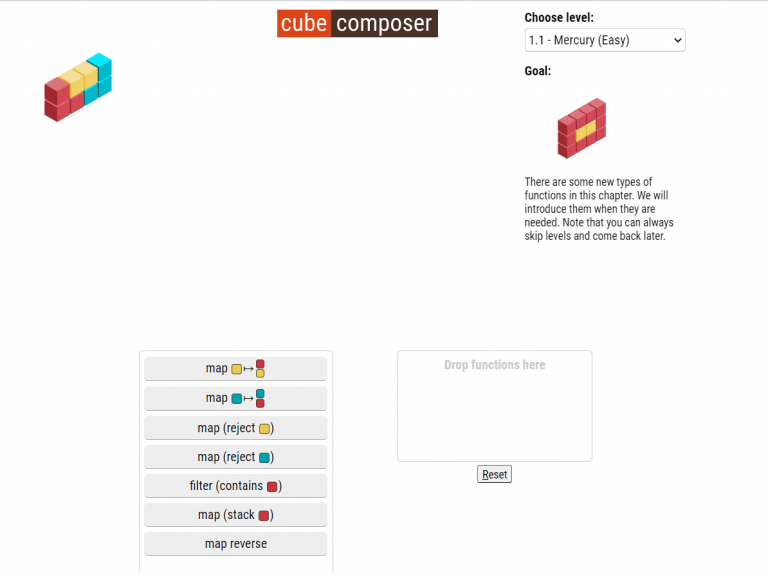 cube composer
Choose level:
1.1 - Mercury (Easy)
Goal:
There are some new types of
functions in this chapter. We will
introduce them when they are
needed. Note that you can always
skip levels and come back later.
map ↦
map ↦
map (reject )
map (reject )
filter (contains )
map (stack )
map reverse
Drop functions here
Reset